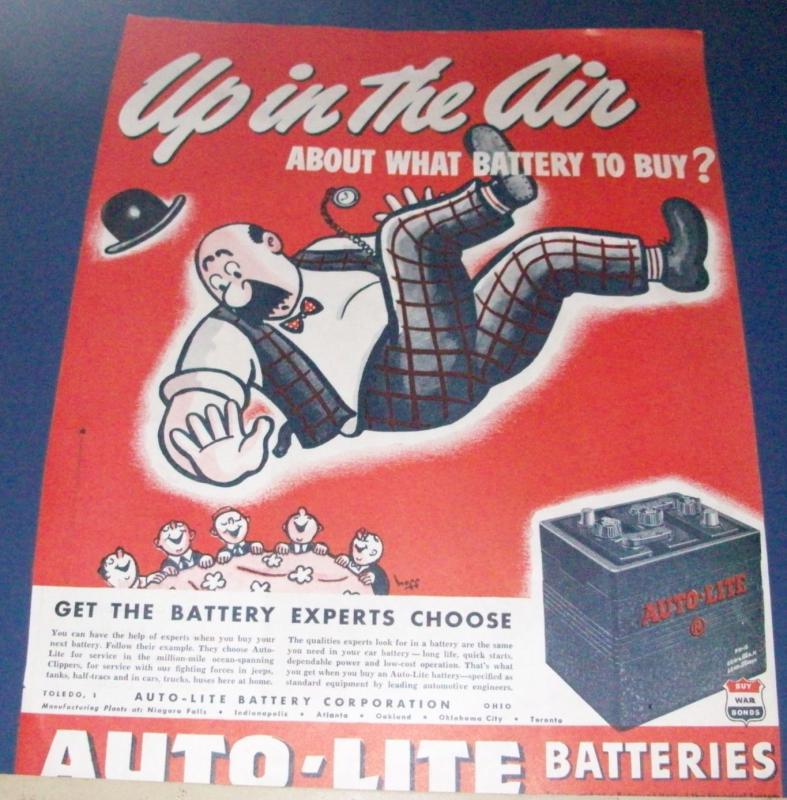 Up in The Air
ABOUT WHAT BATTERY TO BUY?
hoff
GET THE BATTERY EXPERTS CHOOSE
You can have the help of experts when you buy your
next battery. Follow their example. They choose Auto-
Lite for service in the million-mile ocean-spanning
Clippers, for service with our fighting forces in jeeps,
tanks, half-tracs and in cars, trucks, buses here at home.
The qualities experts look for in a battery are the same
you need in your car battery — long life, quick starts,
dependable power and low-cost operation. That's what
you get when you buy an Auto-Lite battery—specified as
standard equipment by leading automotive engineers.
TOLEDO, 1 AUTO-LITE BATTERY CORPORATION OHIO
Manufacturing Plants at: Niagara Falls • Indianapolis • Atlanta • Oakland • Oklahoma City • Toronto
AUTO-LITE
®
BUY
WAR
BONDS
AUTO-LITE BATTERIES